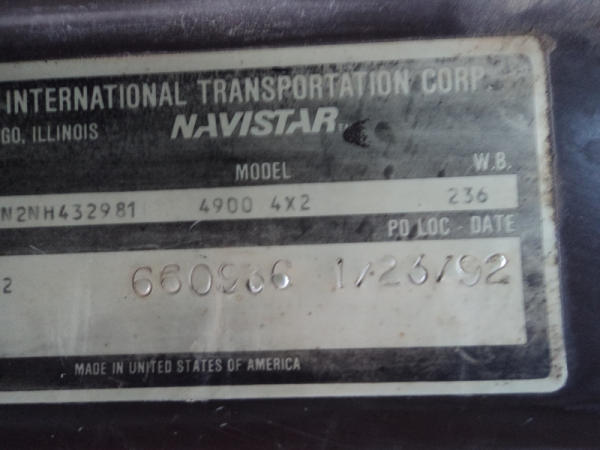 INTERNATIONAL TRANSPORTATION CORP.
GO, ILLINOIS NAVISTAR
MODEL W.B.
N2NH432981 4900 4X2 236
PD LOC - DATE
2 660936 1/23/92
MADE IN UNITED STATES OF AMERICA